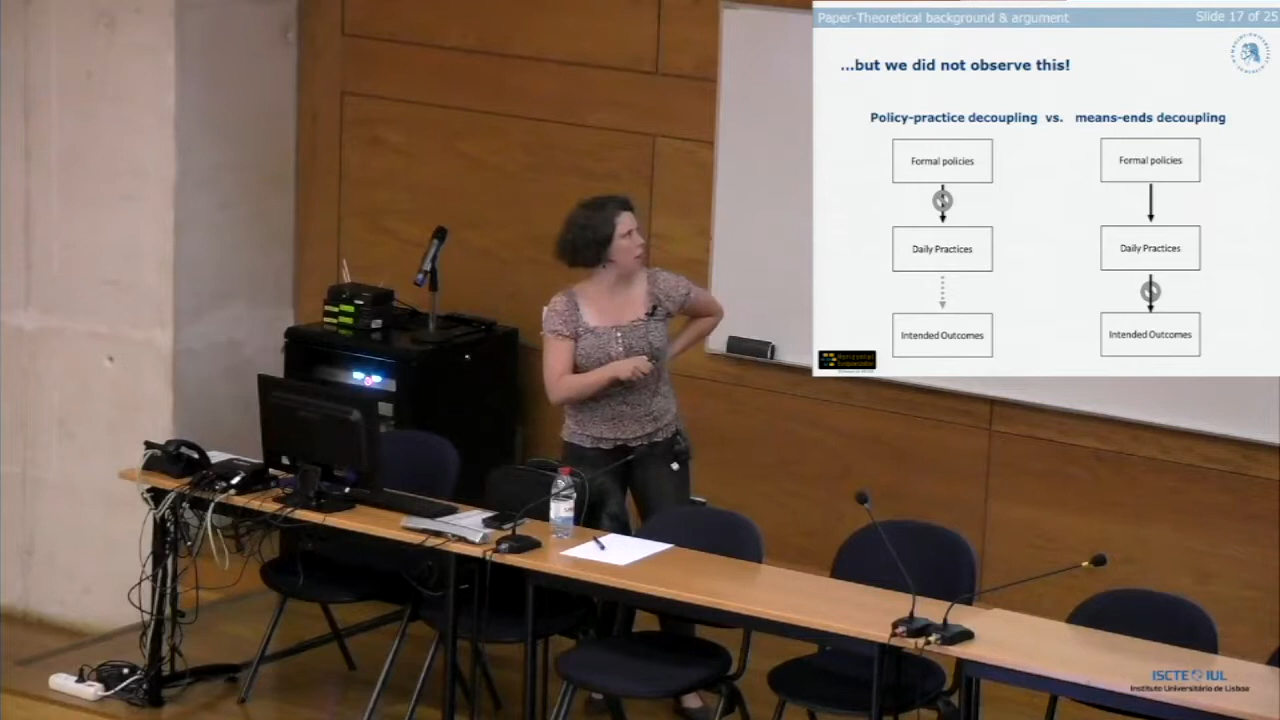 Paper-Theoretical background & argument
Slide 17 of 25
...but we did not observe this!
Policy-practice decoupling vs. means-ends decoupling
Formal policies
Formal policies
Daily Practices
Daily Practices
Intended Outcomes
Intended Outcomes
ISCTE IUL
Instituto Universitário de Lisboa